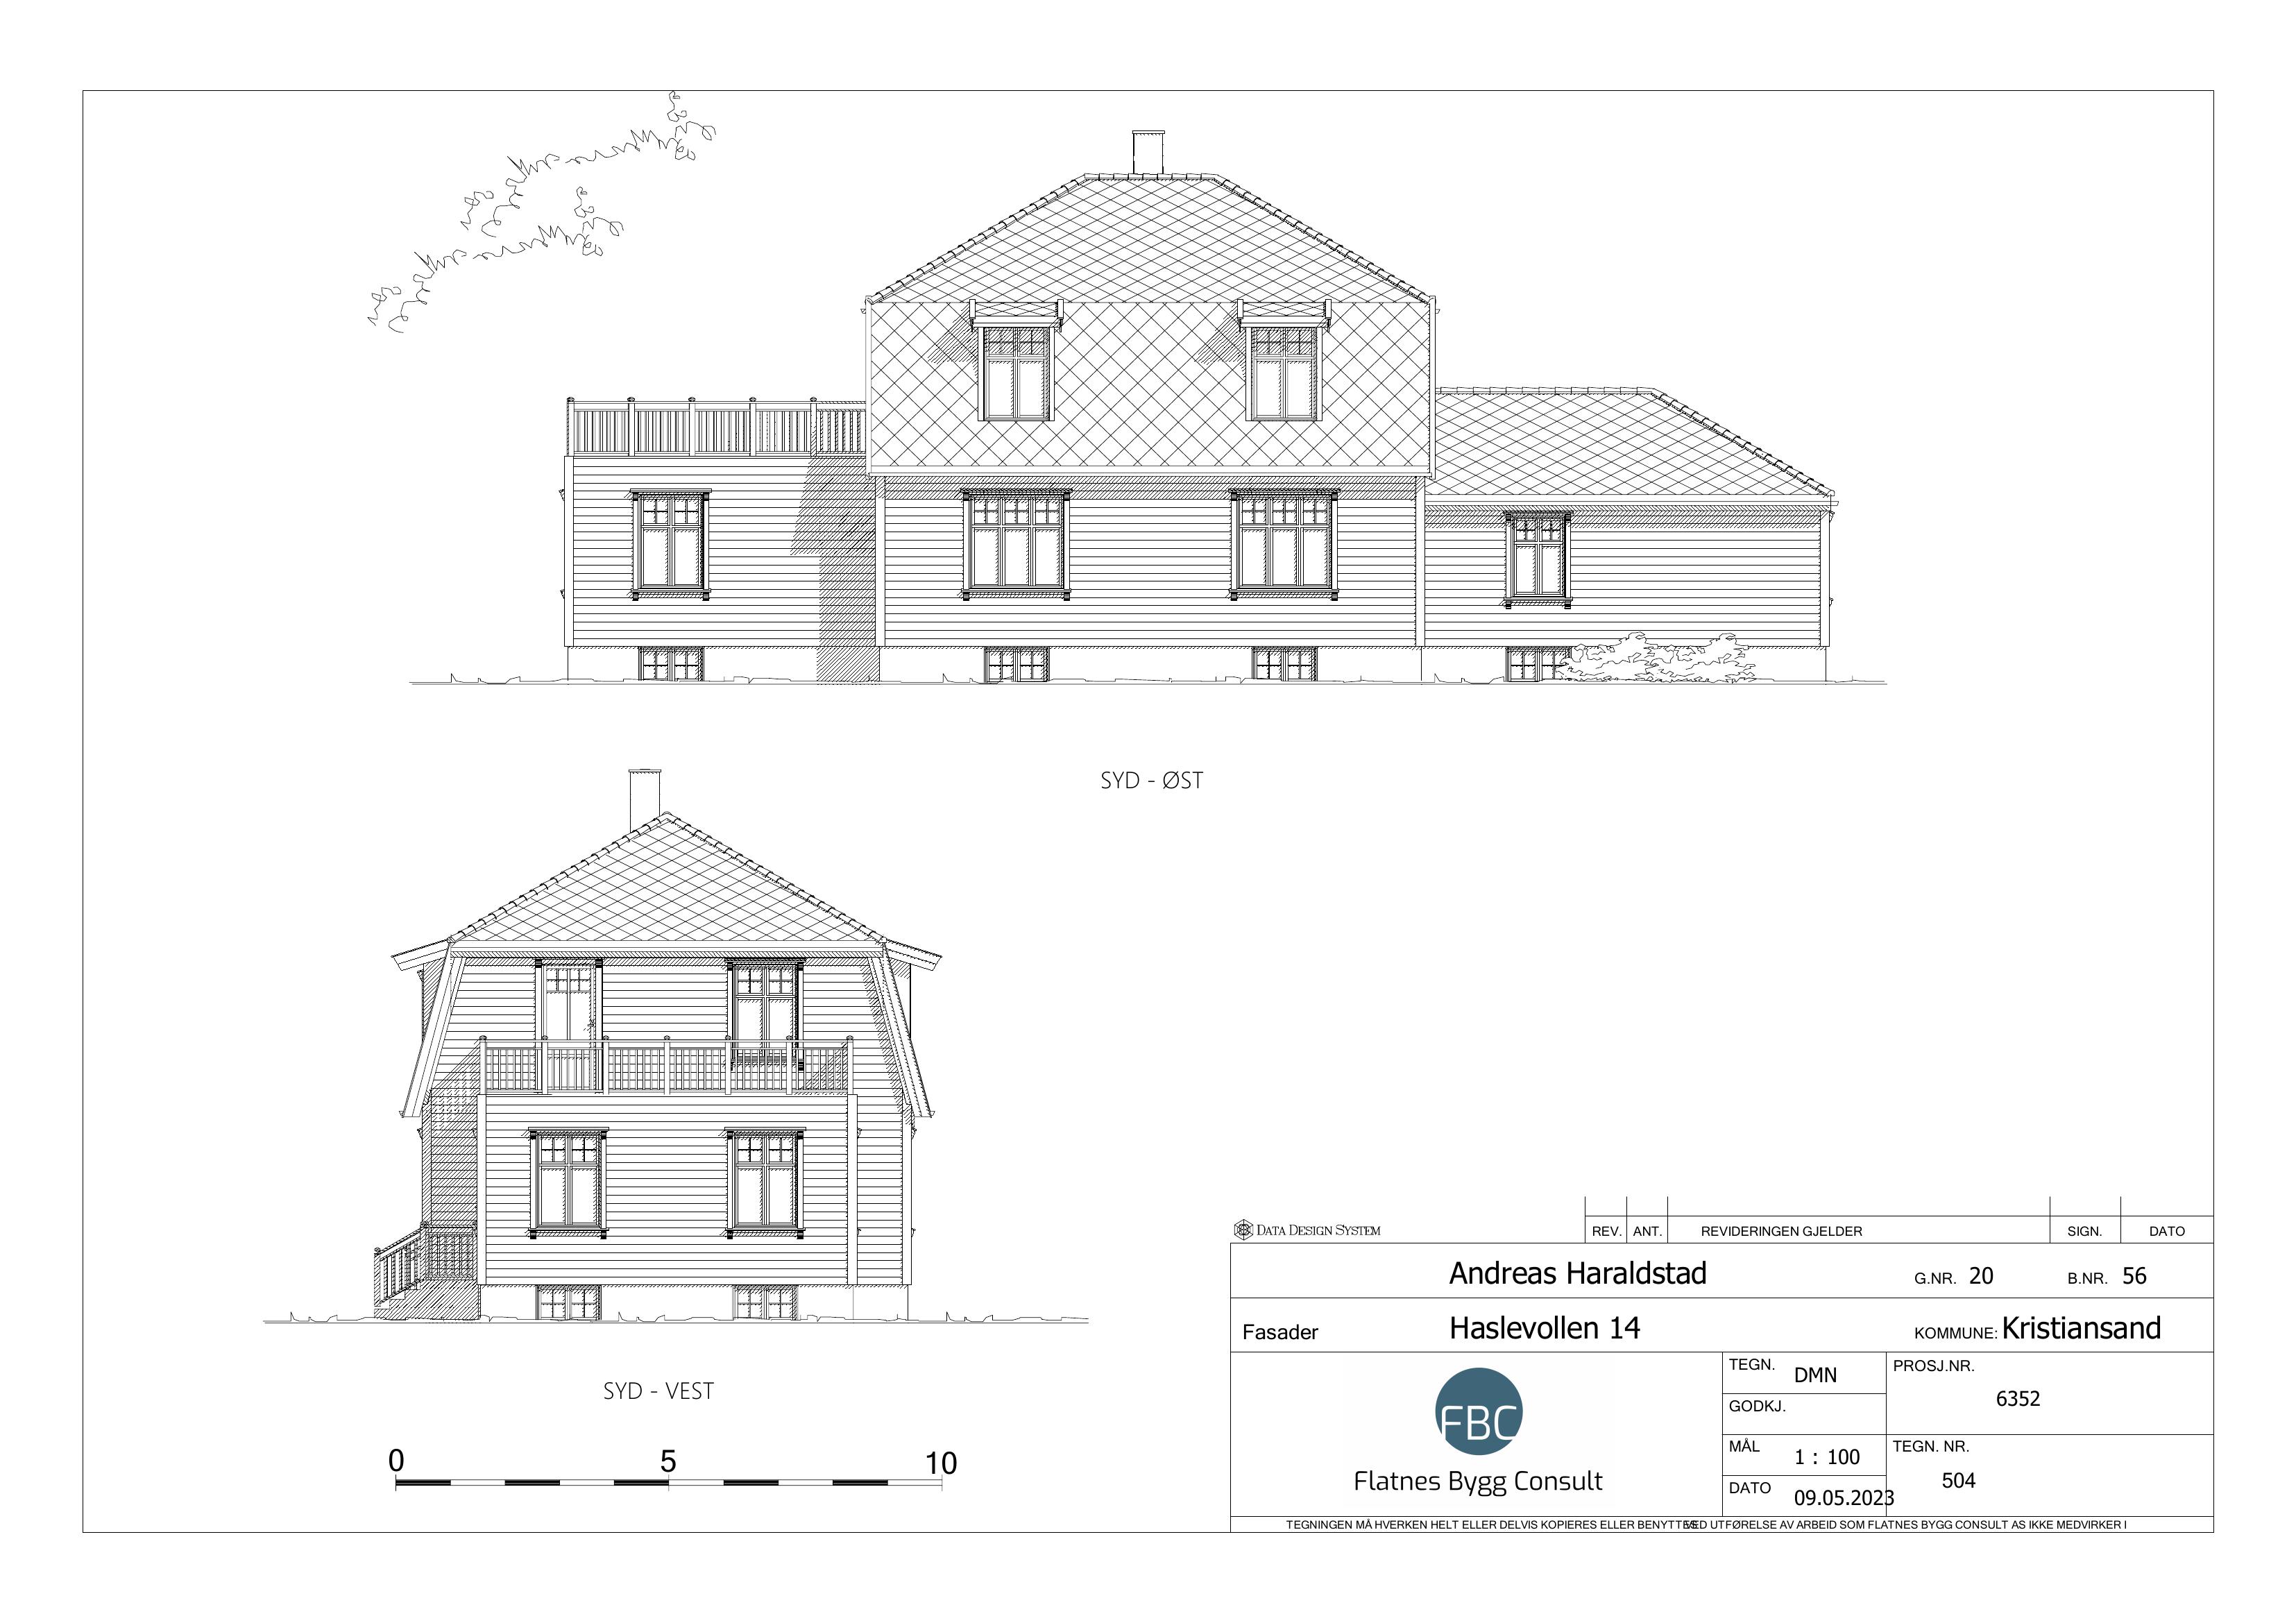 SYD - ØST
SYD - VEST
0 5 10
DATA DESIGN SYSTEM
REV. ANT. REVIDERINGEN GJELDER SIGN. DATO
Andreas Haraldstad G.NR. 20 B.NR. 56
Fasader Haslevollen 14 KOMMUNE: Kristiansand
FBC
Flatnes Bygg Consult
TEGN. DMN
GODKJ.
MÅL 1 : 100
DATO 09.05.2023
PROSJ.NR.
6352
TEGN. NR.
504
TEGNINGEN MÅ HVERKEN HELT ELLER DELVIS KOPIERES ELLER BENYTTES VED UTFØRELSE AV ARBEID SOM FLATNES BYGG CONSULT AS IKKE MEDVIRKER I